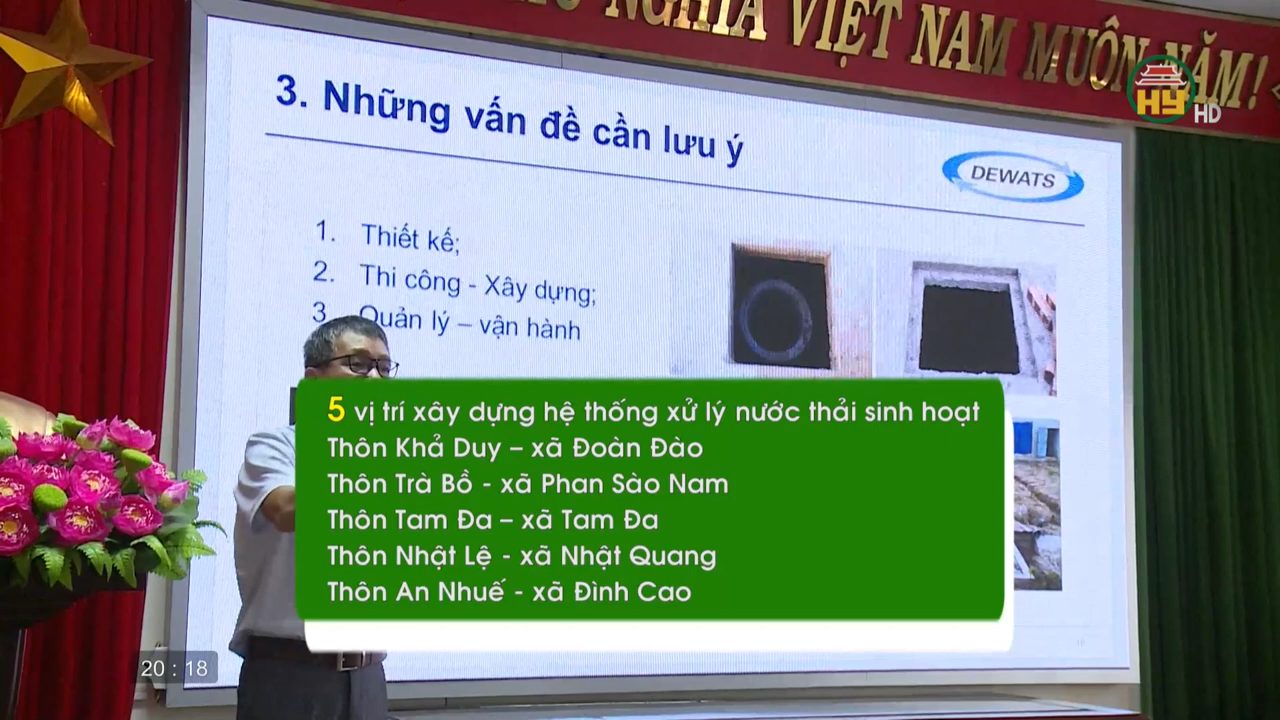 NGHĨA VIỆT NAM MUÔN NĂM!
HY HD
3. Những vấn đề cần lưu ý
DEWATS
1. Thiết kế;
2. Thi công - Xây dựng;
3. Quản lý – vận hành
5 vị trí xây dựng hệ thống xử lý nước thải sinh hoạt
Thôn Khả Duy – xã Đoàn Đào
Thôn Trà Bồ - xã Phan Sào Nam
Thôn Tam Đa – xã Tam Đa
Thôn Nhật Lệ - xã Nhật Quang
Thôn An Nhuế - xã Đình Cao
20 : 18